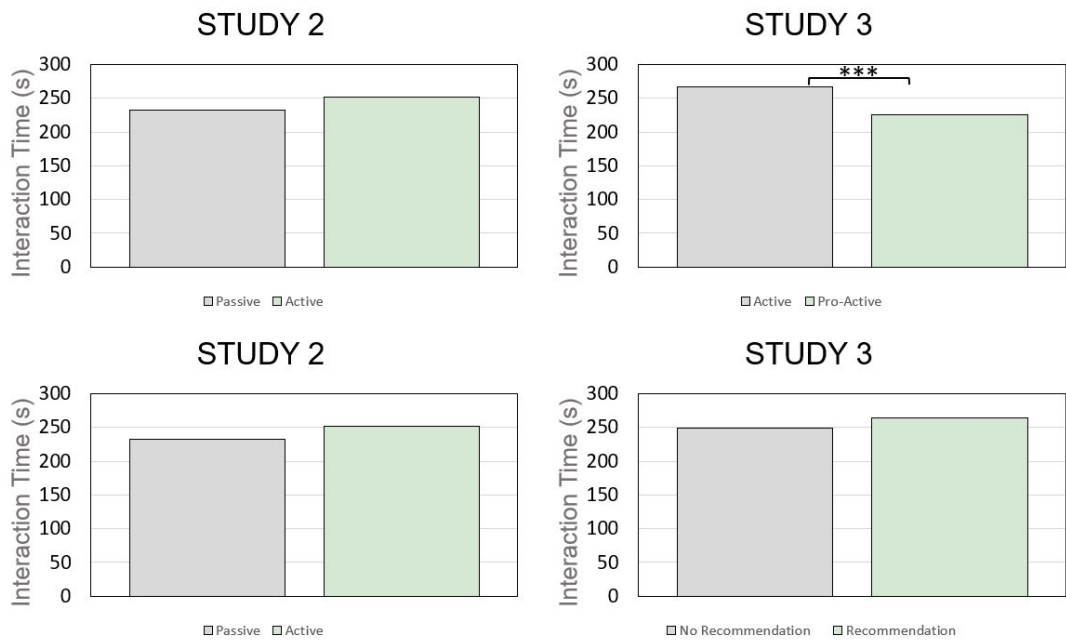 STUDY 2
Interaction Time (s)
300
250
200
150
100
50
0
Passive Active
STUDY 3
Interaction Time (s)
300
250
200
150
100
50
0
***
Active Pro-Active
STUDY 2
Interaction Time (s)
300
250
200
150
100
50
0
Passive Active
STUDY 3
Interaction Time (s)
300
250
200
150
100
50
0
No Recommendation Recommendation